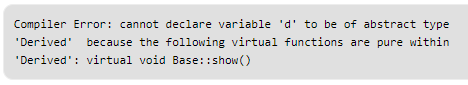 Compiler Error: cannot declare variable 'd' to be of abstract type
'Derived'  because the following virtual functions are pure within
'Derived': virtual void Base::show()